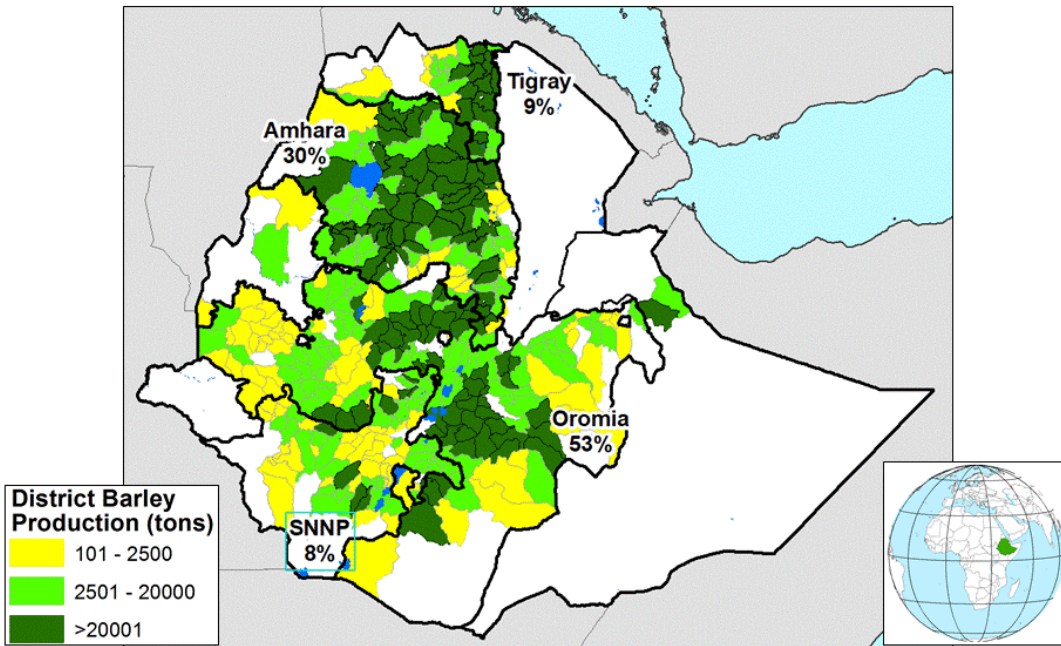 Tigray
9%
Amhara
30%
Oromia
53%
SNNP
8%
District Barley
Production (tons)
101 - 2500
2501 - 20000
>20001